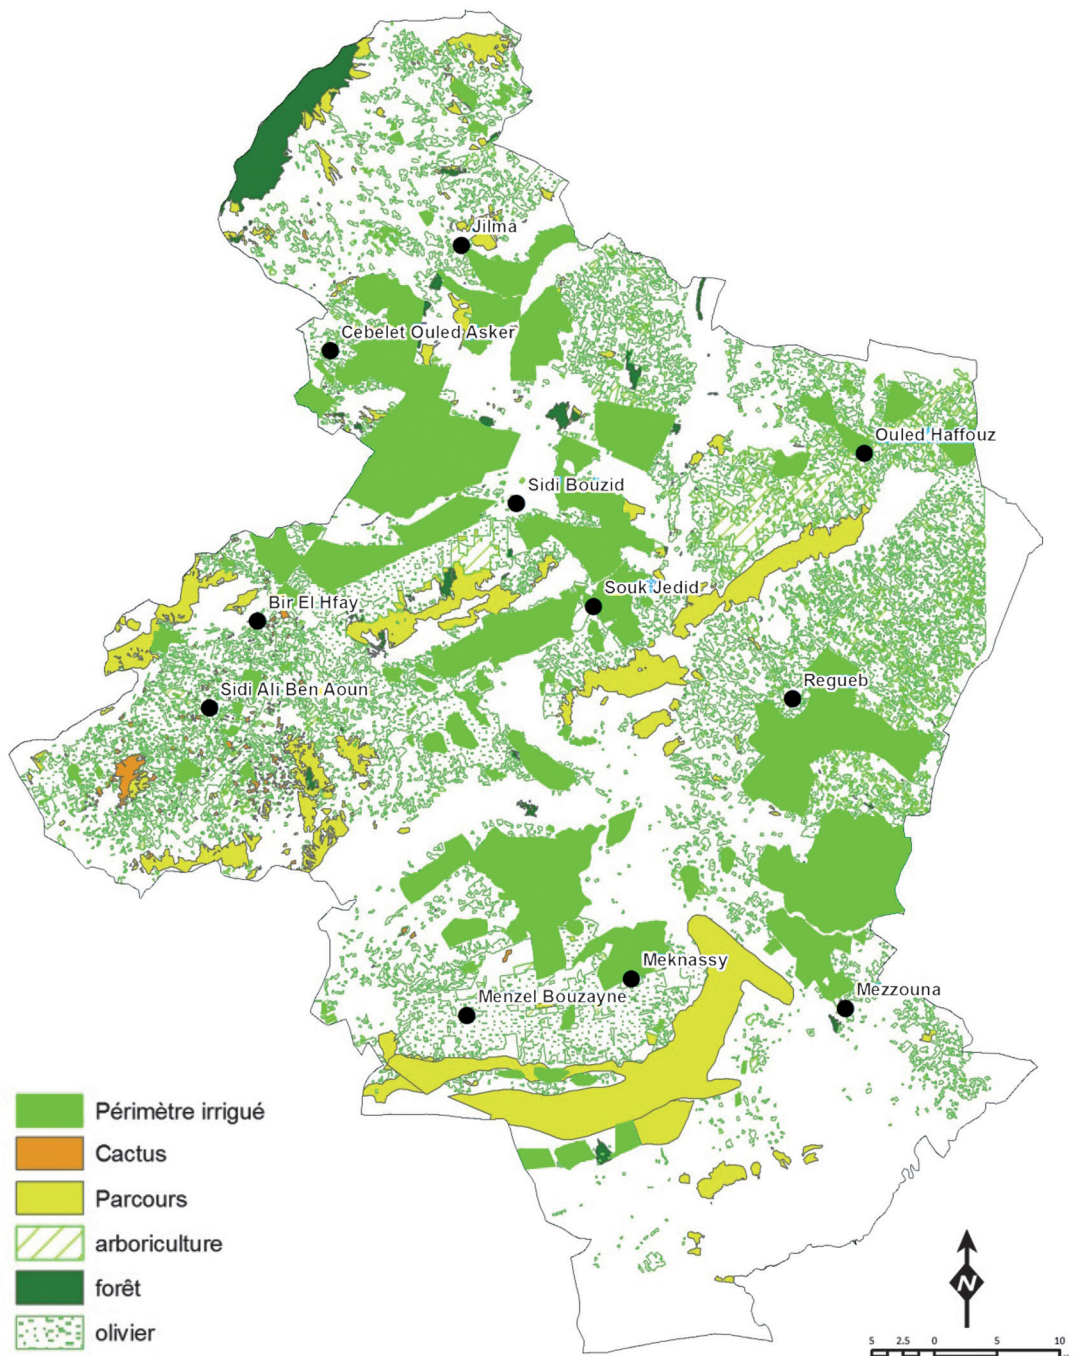 Jilma
Cebelet Ouled Asker
Ouled Haffouz
Sidi Bouzid
Souk Jedid
Bir El Hfay
Sidi Ali Ben Aoun
Regueb
Meknassy
Mezzouna
Menzel Bouzayne
Périmètre irrigué
Cactus
Parcours
arboriculture
forêt
olivier
N
5 2.5 0 5 10